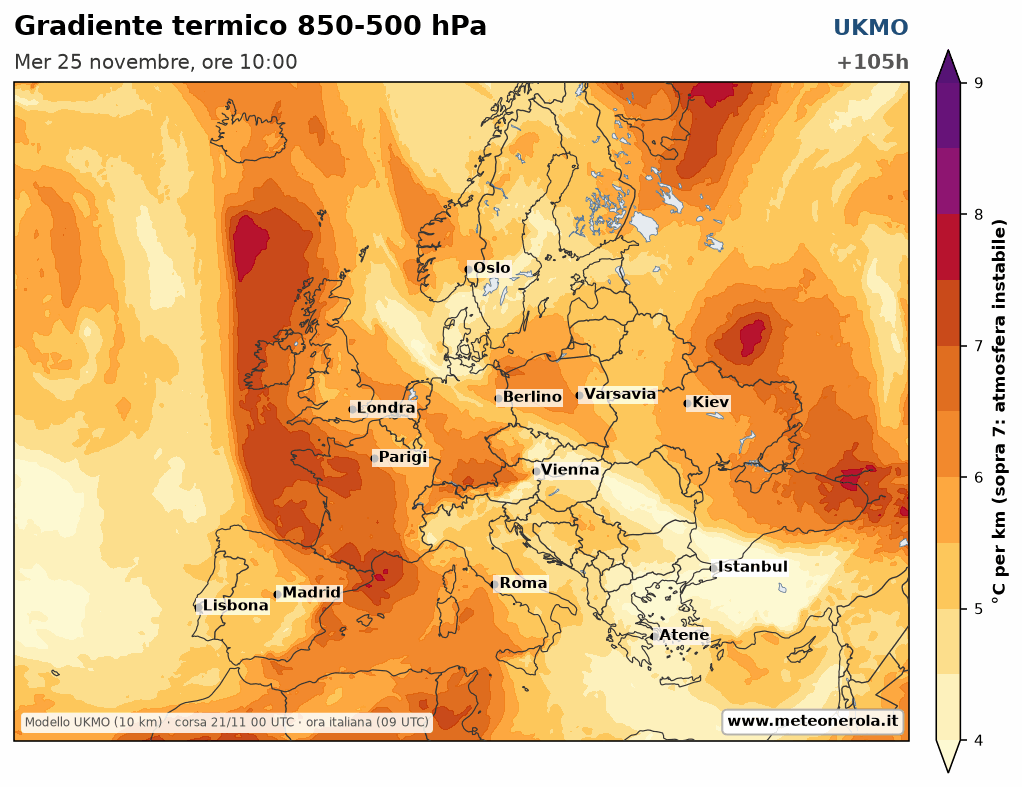 Gradiente termico 850-500 hPa
UKMO
Mer 25 novembre, ore 10:00
+105h
Oslo
Londra
Berlino
Varsavia
Kiev
Parigi
Vienna
Istanbul
Roma
Madrid
Lisbona
Atene
Modello UKMO (10 km) · corsa 21/11 00 UTC · ora italiana (09 UTC)
www.meteonerola.it
9
8
7
6
5
4
°C per km (sopra 7: atmosfera instabile)